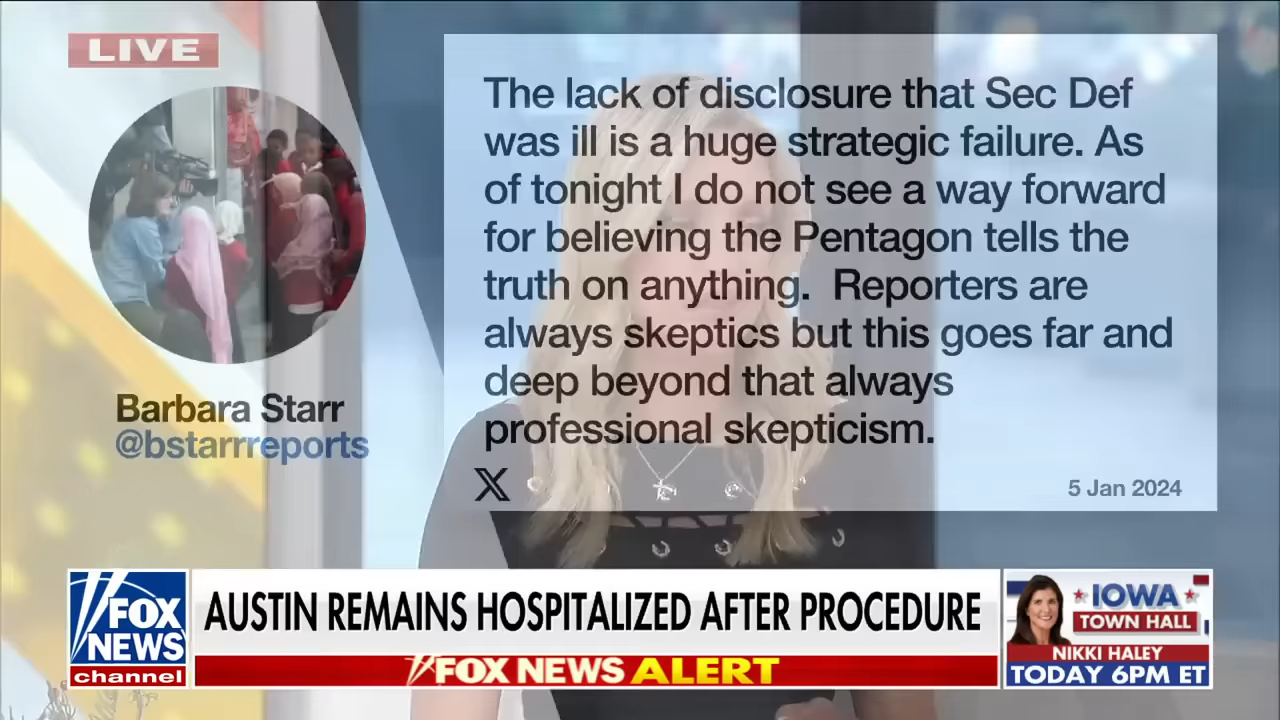 LIVE
The lack of disclosure that Sec Def
was ill is a huge strategic failure. As
of tonight I do not see a way forward
for believing the Pentagon tells the
truth on anything. Reporters are
always skeptics but this goes far and
deep beyond that always
professional skepticism.
Barbara Starr
@bstarrreports
X
5 Jan 2024
FOX
NEWS
channel
AUSTIN REMAINS HOSPITALIZED AFTER PROCEDURE
FOX NEWS ALERT
IOWA
TOWN HALL
NIKKI HALEY
TODAY 6PM ET